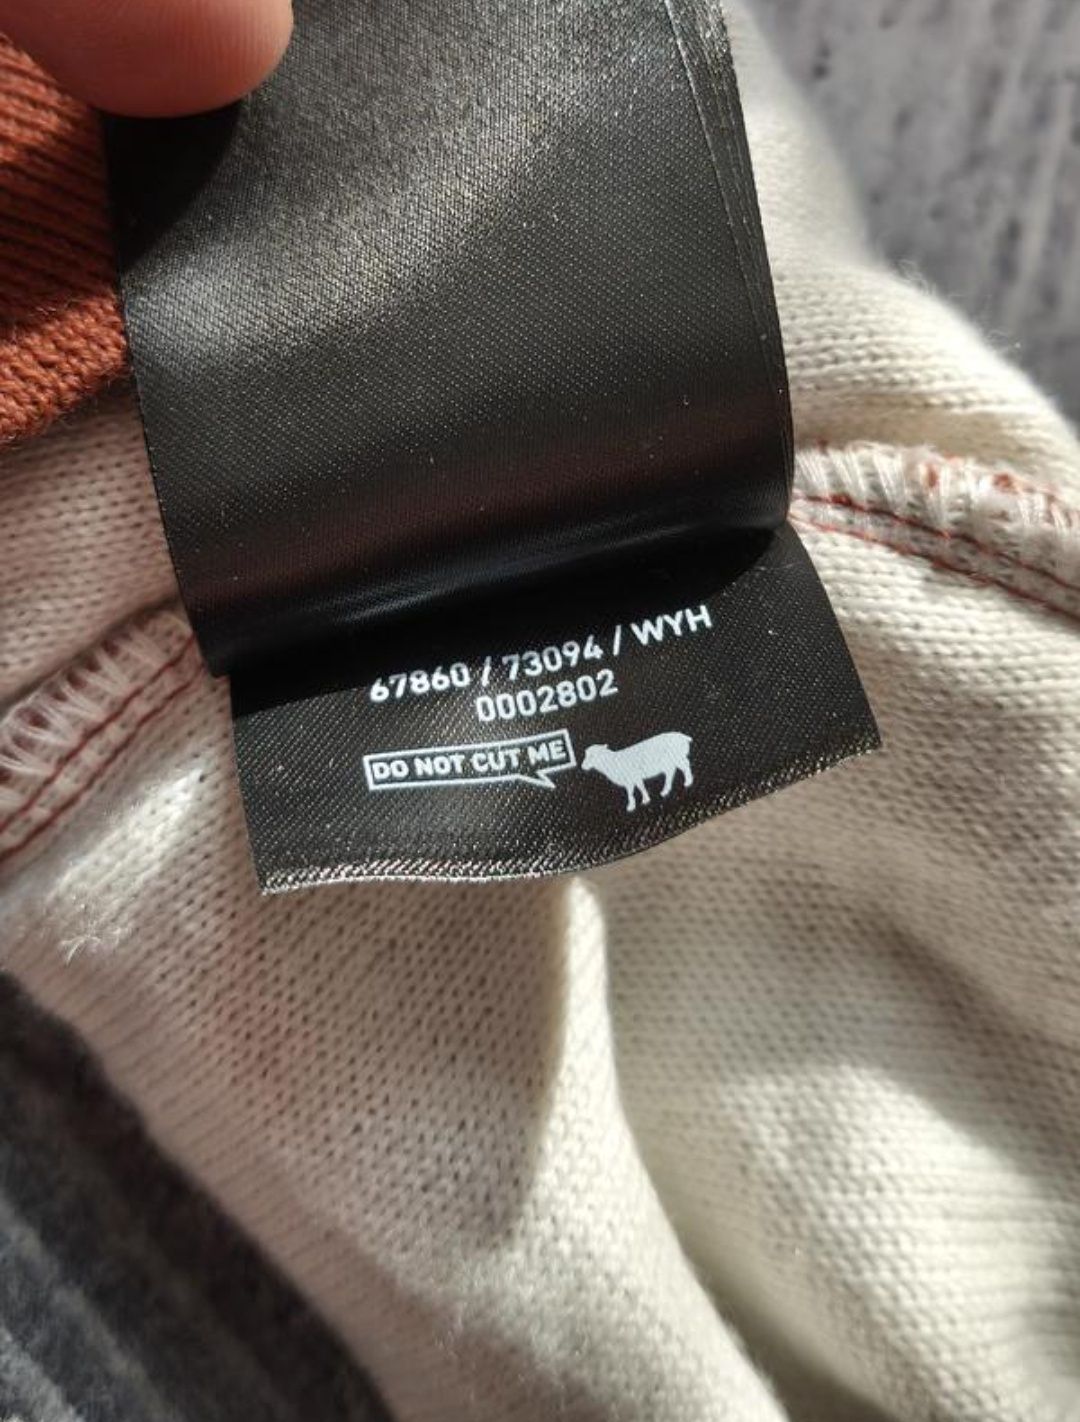 67860 / 73094 / WYH
0002802
DO NOT CUT ME